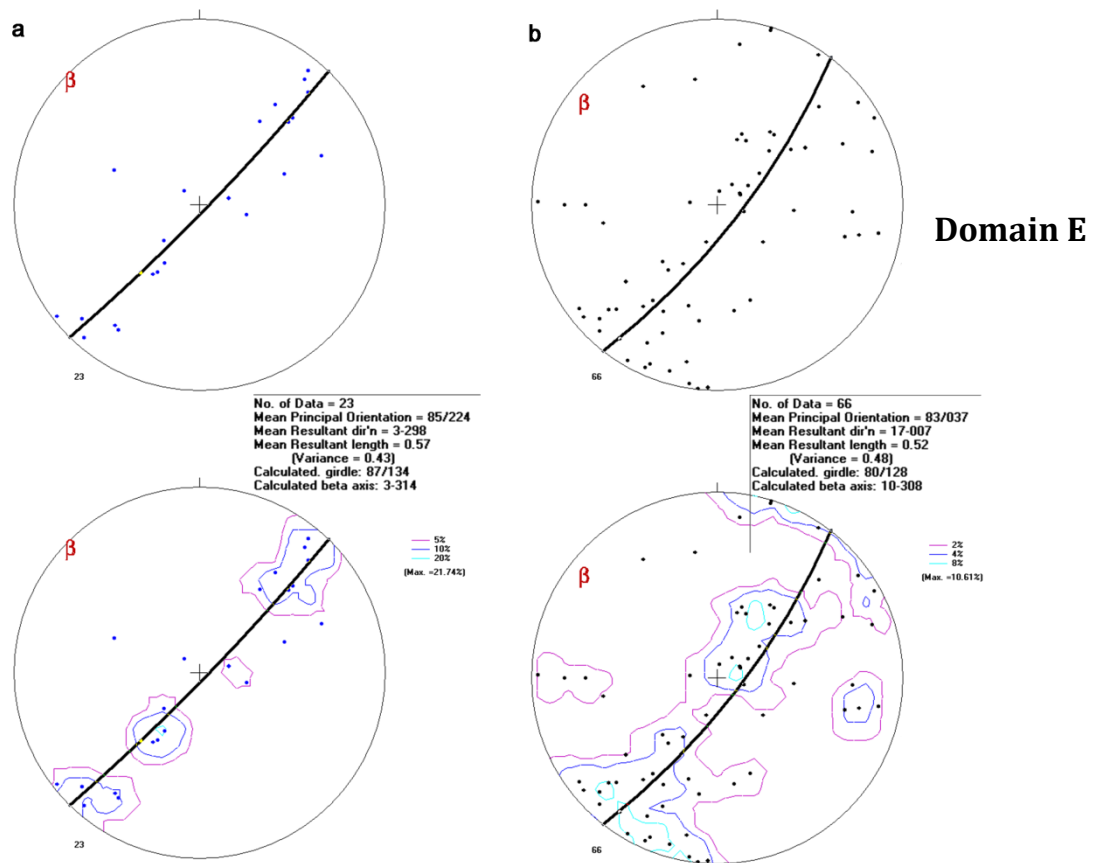 a
b
β
β
Domain E
23
66
No. of Data = 23
Mean Principal Orientation = 85/224
Mean Resultant dir'n = 3-298
Mean Resultant length = 0.57
(Variance = 0.43)
Calculated. girdle: 87/134
Calculated beta axis: 3-314
No. of Data = 66
Mean Principal Orientation = 83/037
Mean Resultant dir'n = 17-007
Mean Resultant length = 0.52
(Variance = 0.48)
Calculated. girdle: 80/128
Calculated beta axis: 10-308
β
5%
10%
20%
(Max. =21.74%)
β
2%
4%
8%
(Max. =10.61%)
23
66